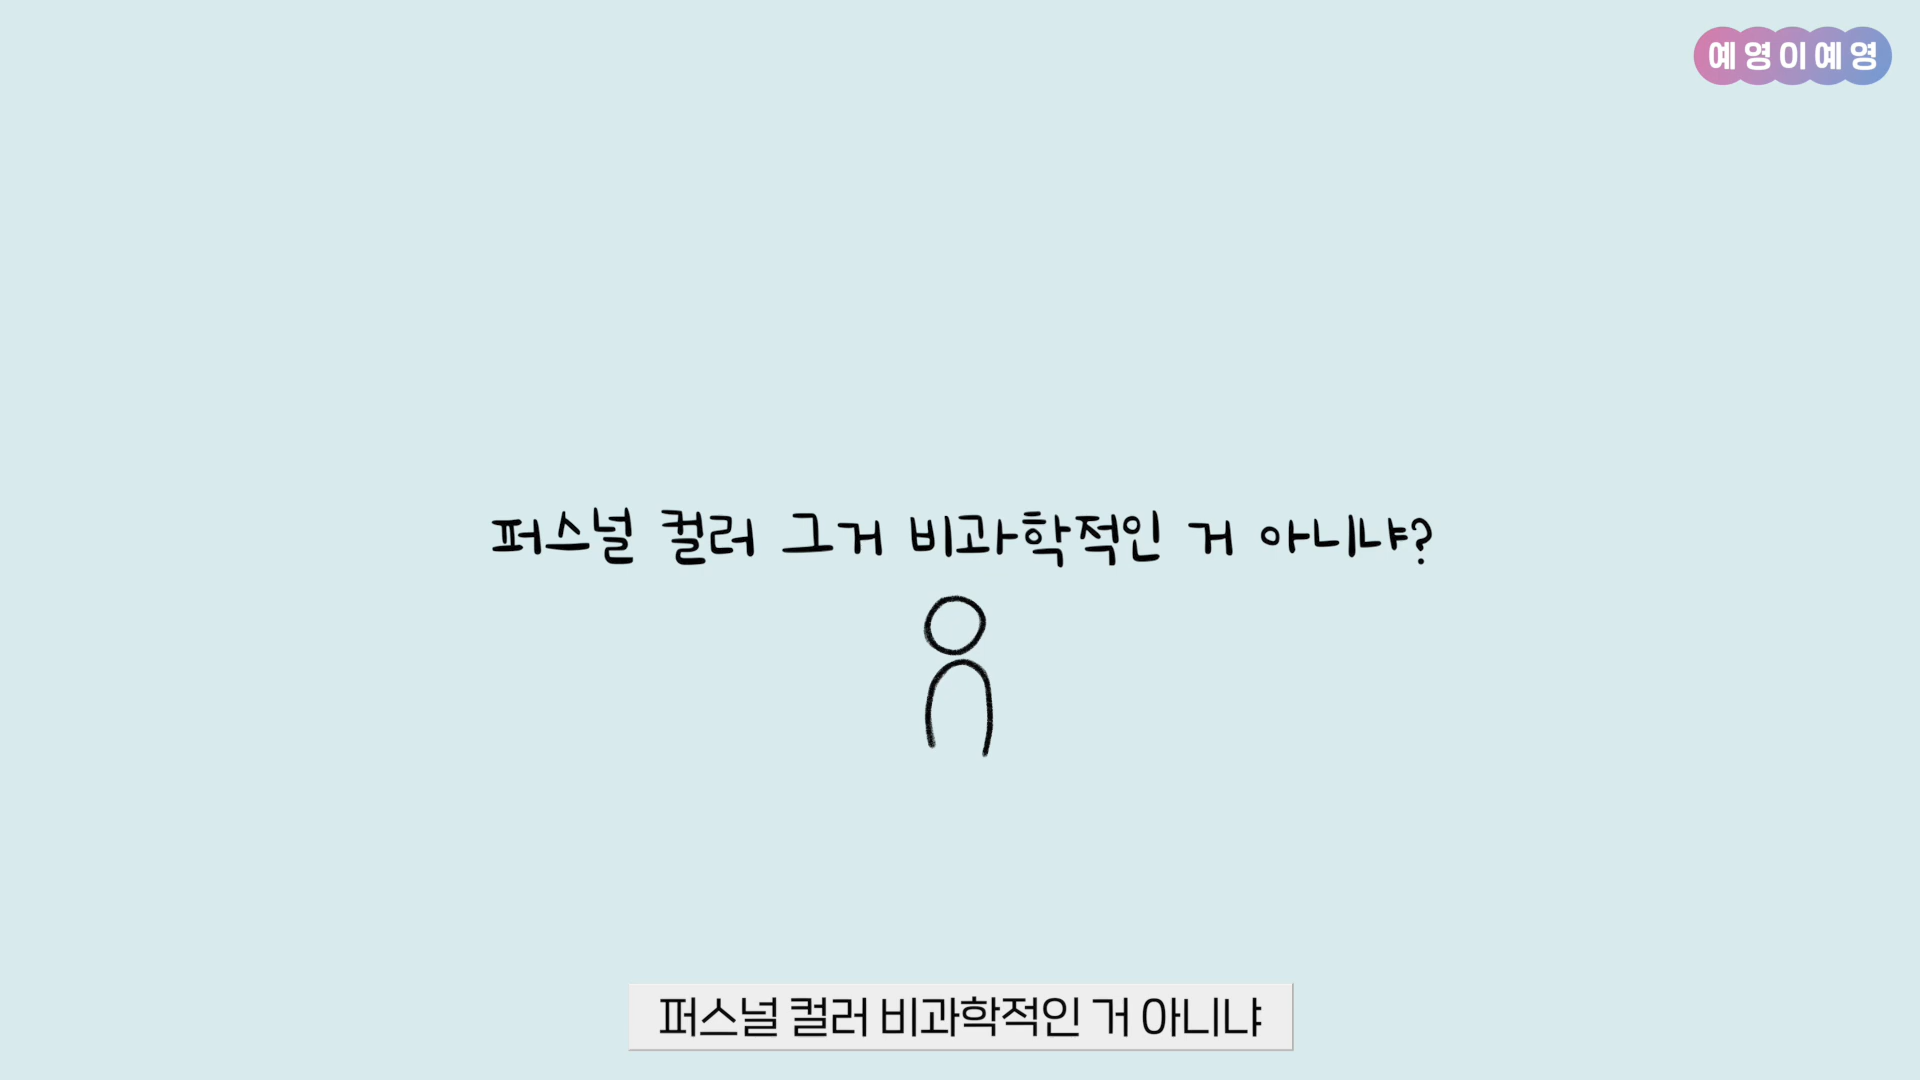 예영이예영
퍼스널 컬러 그거 비과학적인 거 아니냐?
퍼스널 컬러 비과학적인 거 아니냐